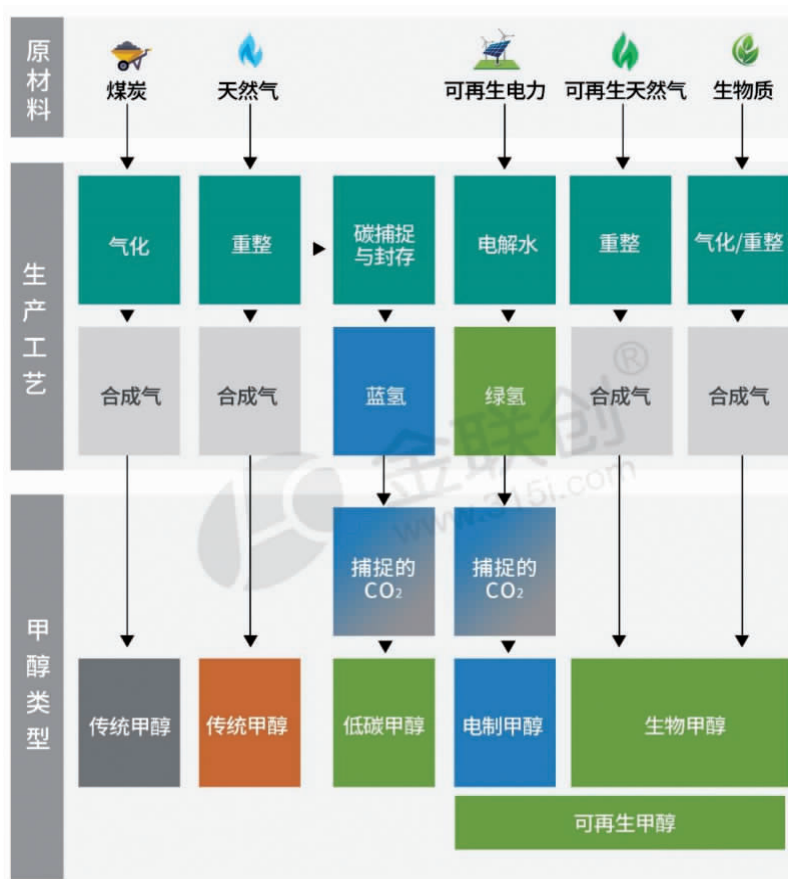 原材料
煤炭
天然气
可再生电力
可再生天然气
生物质
生产工艺
气化
重整
碳捕捉
与封存
电解水
重整
气化/重整
合成气
合成气
蓝氢
绿氢
合成气
合成气
金联创®
www.315i.com
甲醇类型
捕捉的
CO₂
捕捉的
CO₂
传统甲醇
传统甲醇
低碳甲醇
电制甲醇
生物甲醇
可再生甲醇